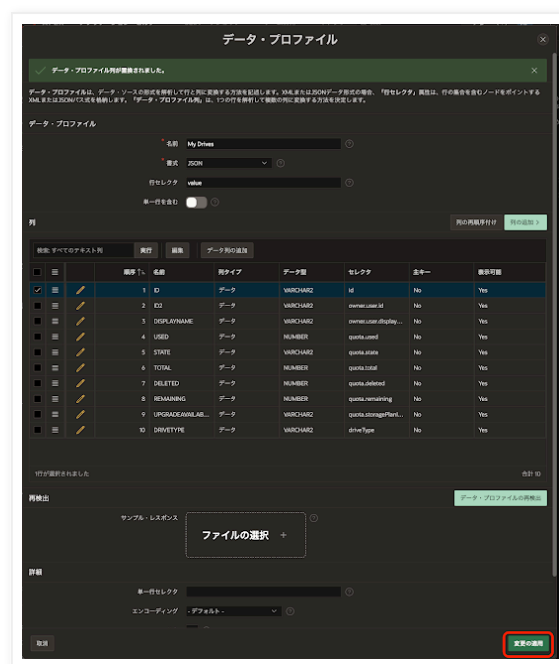 データ・プロファイル
データ・プロファイル列が置換されました。
データ・プロファイルは、データ・ソースの形式を解析して行と列に変換する方法を記述します。XMLまたはJSONデータ形式の場合、「行セレクタ」属性は、行の集合を含むノードをポイントする
XMLまたはJSONパス式を格納します。「データ・プロファイル列」は、1つの行を解析して複数の列に変換する方法を決定します。
データ・プロファイル
* 名前 My Drives
* 書式 JSON
行セレクタ value
単一行を含む
列 列の再順序付け 列の追加 >
検索: すべてのテキスト列 実行 編集 データ列の追加
順序 名前 列タイプ データ型 セレクタ 主キー 表示可能
1 ID データ VARCHAR2 id No Yes
2 ID2 データ VARCHAR2 owner.user.id No Yes
3 DISPLAYNAME データ VARCHAR2 owner.user.display... No Yes
4 USED データ NUMBER quota.used No Yes
5 STATE データ VARCHAR2 quota.state No Yes
6 TOTAL データ NUMBER quota.total No Yes
7 DELETED データ NUMBER quota.deleted No Yes
8 REMAINING データ NUMBER quota.remaining No Yes
9 UPGRADEAVAILAB... データ VARCHAR2 quota.storagePlanI... No Yes
10 DRIVETYPE データ VARCHAR2 driveType No Yes
1行が選択されました 合計 10
再検出 データ・プロファイルの再検出
サンプル・レスポンス
ファイルの選択 +
詳細
単一行セレクタ
エンコーディング - デフォルト -
取消 変更の適用